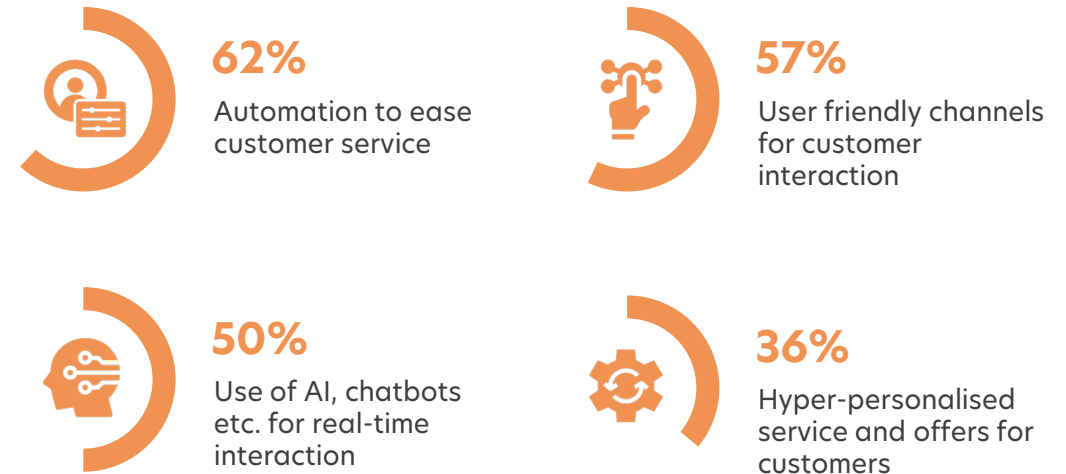 62%
Automation to ease
customer service
57%
User friendly channels
for customer
interaction
50%
Use of AI, chatbots
etc. for real-time
interaction
36%
Hyper-personalised
service and offers for
customers